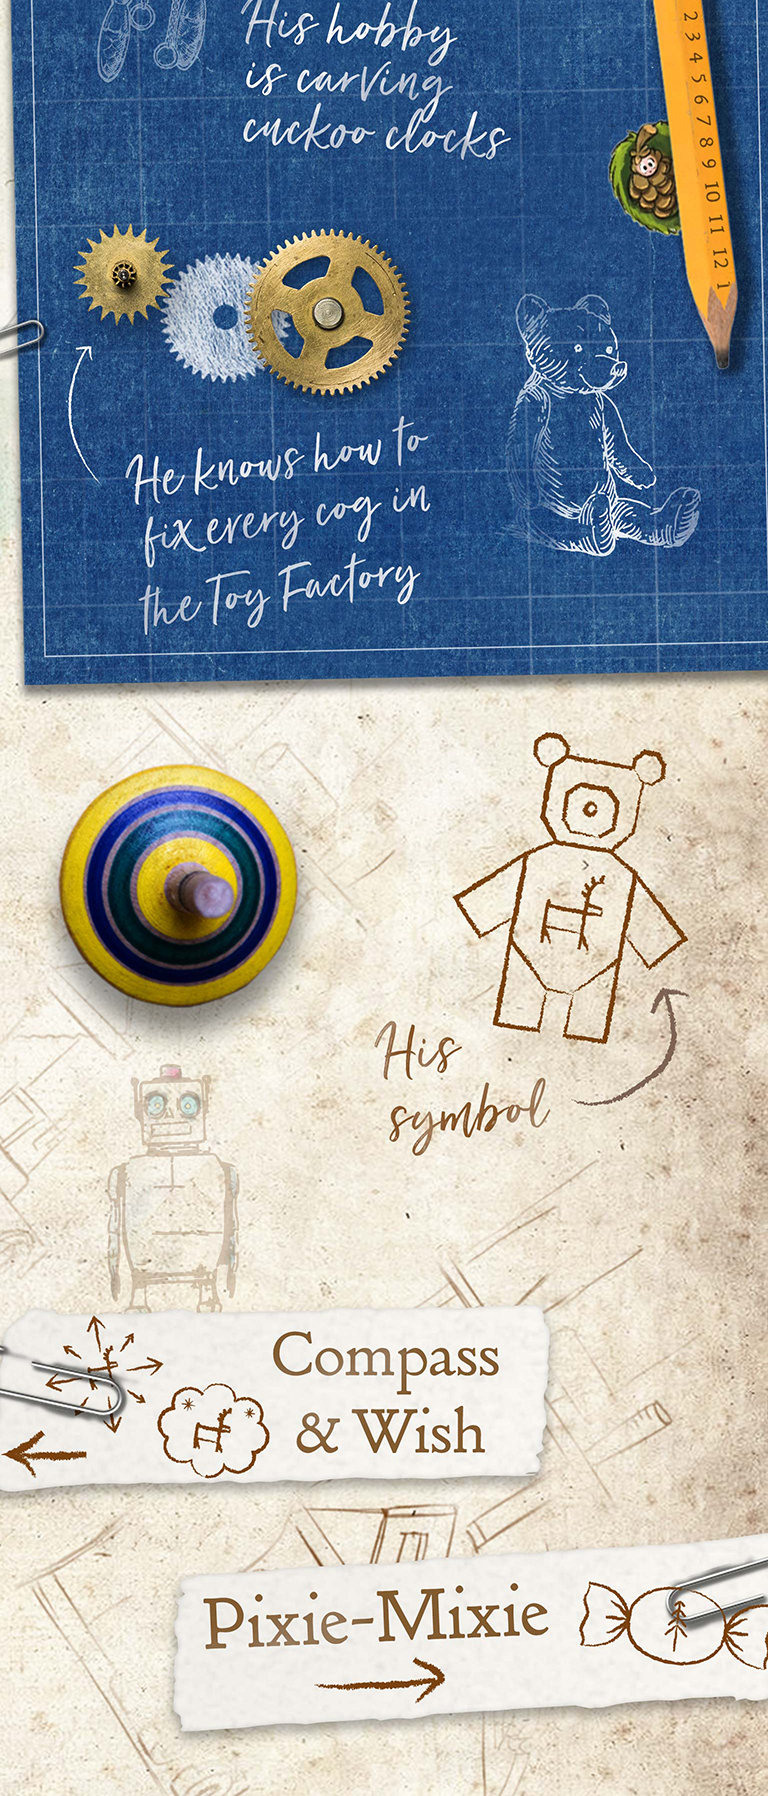 His hobby
is carving
cuckoo clocks
2 3 4 5 6 7 8 9 10 11 12 1
He knows how to
fix every cog in
the Toy Factory
His
symbol
Compass
& Wish
Pixie-Mixie